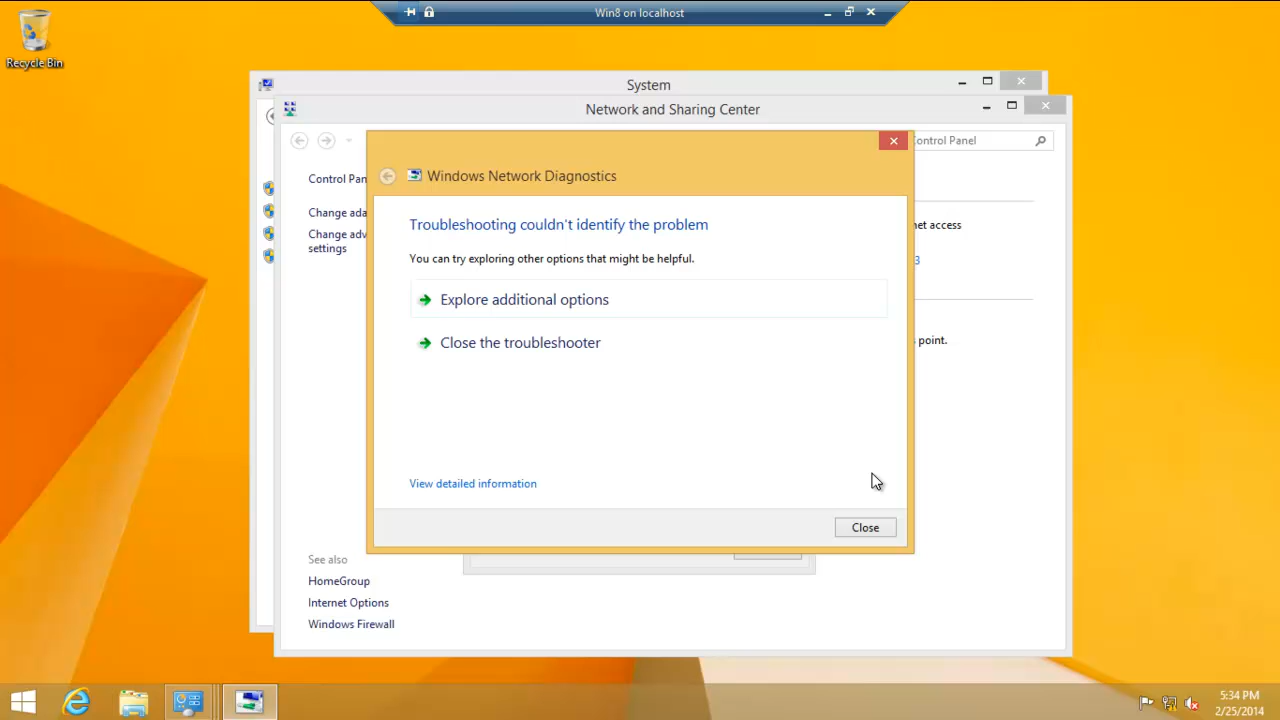 Win8 on localhost
Recycle Bin
System
Network and Sharing Center
Control Pan
ontrol Panel
Windows Network Diagnostics
Change ada
Change adv
settings
net access
3
point.
Troubleshooting couldn't identify the problem
You can try exploring other options that might be helpful.
Explore additional options
Close the troubleshooter
View detailed information
Close
See also
HomeGroup
Internet Options
Windows Firewall
5:34 PM
2/25/2014